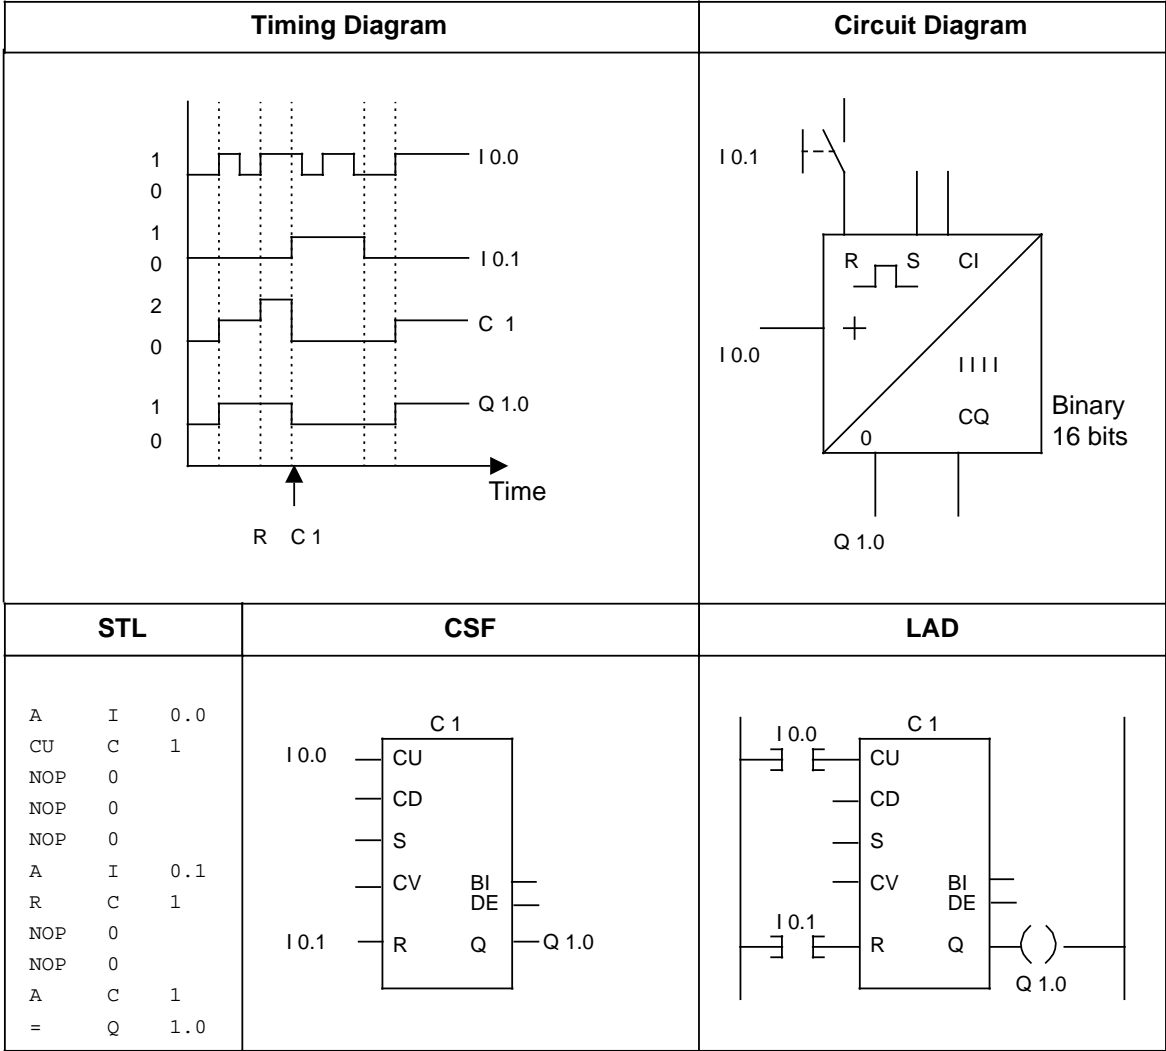 Timing Diagram
Circuit Diagram
1
0
I 0.0
1
0
I 0.1
2
0
C 1
1
0
Q 1.0
Time
R C 1
I 0.1
R S CI
+
I 0.0
I I I I
CQ
0
Binary
16 bits
Q 1.0
STL
CSF
LAD
A I 0.0
CU C 1
NOP 0
NOP 0
NOP 0
A I 0.1
R C 1
NOP 0
NOP 0
A C 1
= Q 1.0
C 1
I 0.0 CU
CD
S
CV BI
DE
I 0.1 R Q Q 1.0
C 1
I 0.0
CU
CD
S
CV BI
DE
I 0.1
R Q
Q 1.0